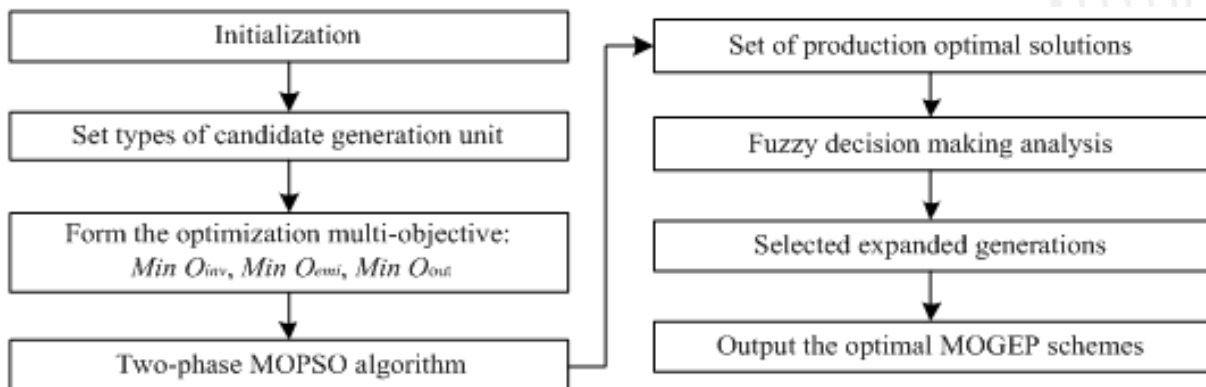 Initialization
Set types of candidate generation unit
Form the optimization multi-objective:
Min Oinv, Min Oemi, Min Oout
Two-phase MOPSO algorithm
Set of production optimal solutions
Fuzzy decision making analysis
Selected expanded generations
Output the optimal MOGEP schemes